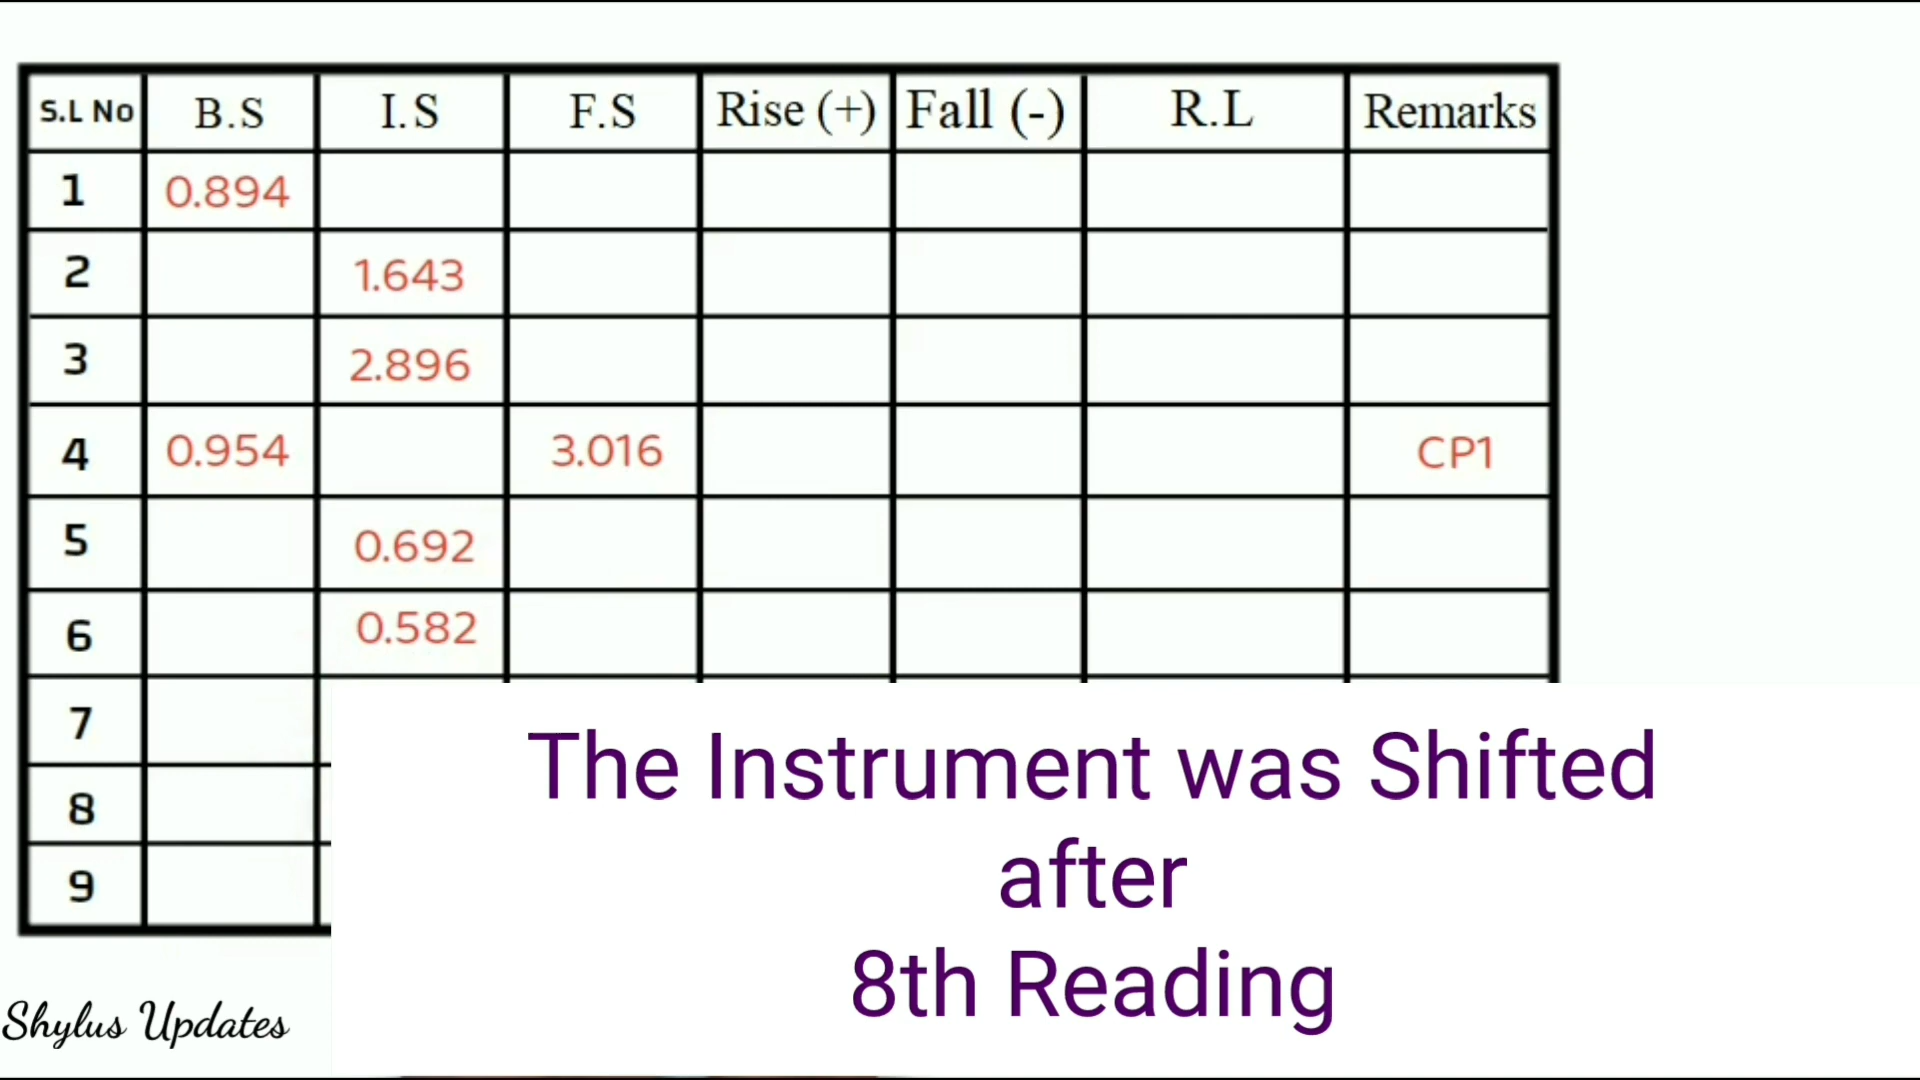 S.L No B.S I.S F.S Rise (+) Fall (-) R.L Remarks
1 0.894
2 1.643
3 2.896
4 0.954 3.016 CP1
5 0.692
6 0.582
7
8
9
The Instrument was Shifted
after
8th Reading
Shylus Updates